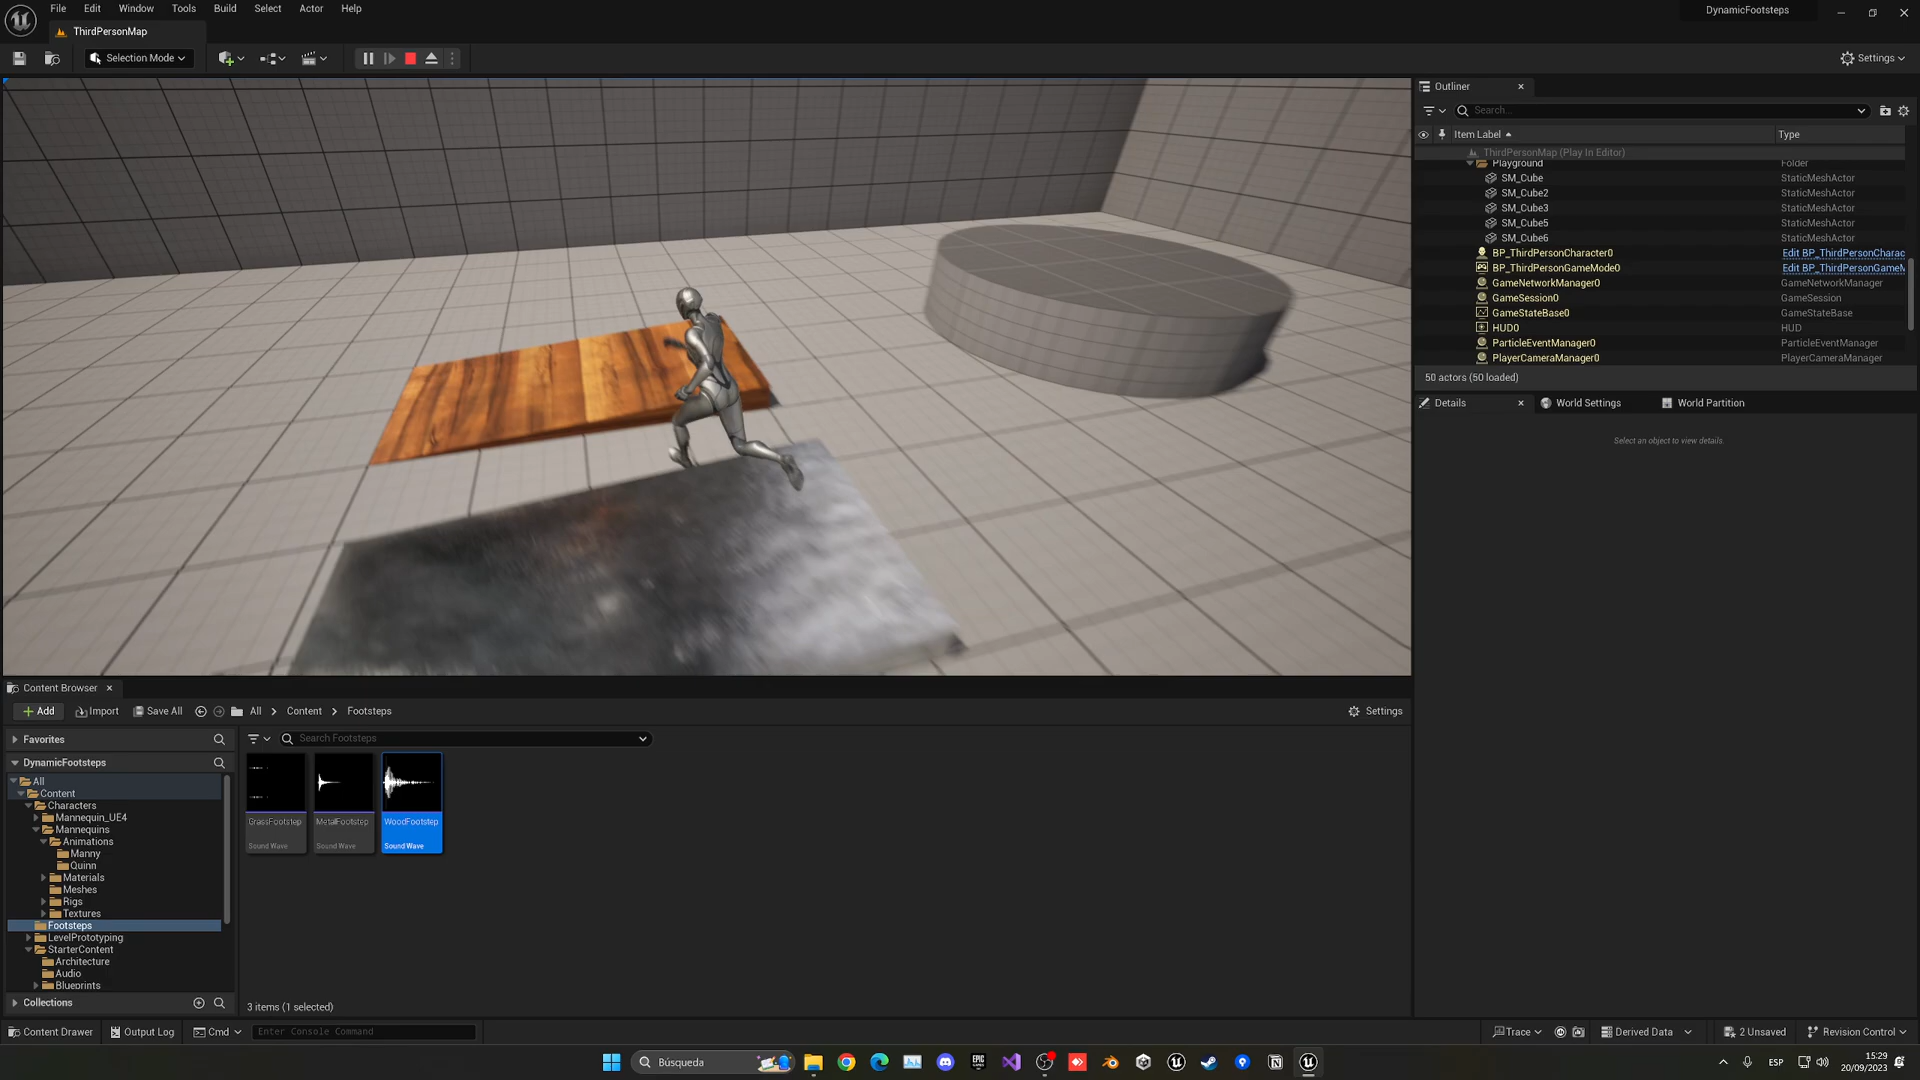 File Edit Window Tools Build Select Actor Help
DynamicFootsteps
ThirdPersonMap
Selection Mode
Settings
Outliner
Search...
Item Label Type
ThirdPersonMap (Play In Editor)
Playground Folder
SM_Cube StaticMeshActor
SM_Cube2 StaticMeshActor
SM_Cube3 StaticMeshActor
SM_Cube5 StaticMeshActor
SM_Cube6 StaticMeshActor
BP_ThirdPersonCharacter0 Edit BP_ThirdPersonCharac
BP_ThirdPersonGameMode0 Edit BP_ThirdPersonGameM
GameNetworkManager0 GameNetworkManager
GameSession0 GameSession
GameStateBase0 GameStateBase
HUD0 HUD
ParticleEventManager0 ParticleEventManager
PlayerCameraManager0 PlayerCameraManager
50 actors (50 loaded)
Details World Settings World Partition
Select an object to view details.
Content Browser
Add Import Save All All Content Footsteps Settings
Favorites
Search Footsteps
DynamicFootsteps
All
Content
Characters
Mannequin_UE4
Mannequins
Animations
Manny
Quinn
Materials
Meshes
Rigs
Textures
Footsteps
LevelPrototyping
StarterContent
Architecture
Audio
Blueprints
Collections
GrassFootstep MetalFootstep WoodFootstep
Sound Wave Sound Wave Sound Wave
3 items (1 selected)
Content Drawer Output Log Cmd Enter Console Command Trace Derived Data 2 Unsaved Revision Control
Búsqueda
ESP
15:29
20/09/2023